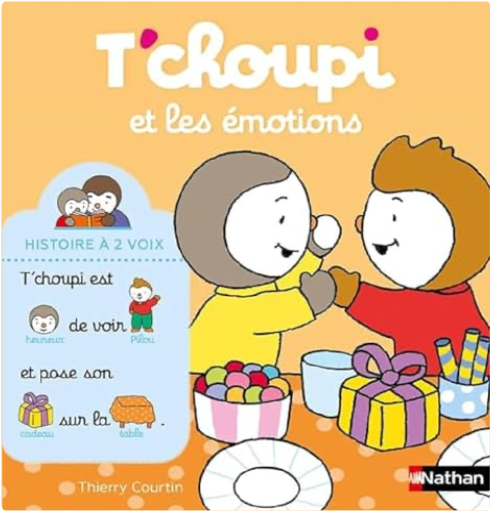 T'choupi
et les émotions
HISTOIRE À 2 VOIX
T'choupi est
de voir
heureux Pilou
et pose son
sur la .
cadeau table
Thierry Courtin
Nathan